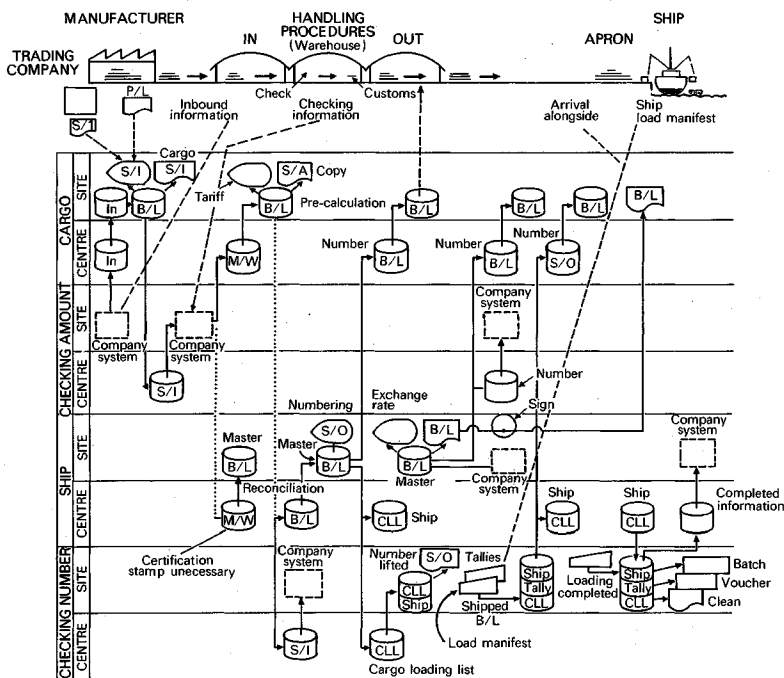 MANUFACTURER
HANDLING
PROCEDURES
(Warehouse)
SHIP
IN
OUT
APRON
TRADING
COMPANY
Check
Customs
P/L
S/1
Inbound
information
Checking
information
Arrival
alongside
Ship
load manifest
CARGO
SITE
CENTRE
Cargo
S/I
S/I
In
B/L
Tariff
S/A
Copy
B/L
Pre-calculation
B/L
B/L
B/L
B/L
In
M/W
Number
B/L
Number
B/L
Number
S/O
CHECKING AMOUNT
SITE
CENTRE
Company
system
Company
system
Company
system
S/I
Number
SHIP
SITE
CENTRE
Master
B/L
Numbering
S/O
Master
B/L
Exchange
rate
B/L
B/L
Master
Sign
Company
system
Company
system
Reconciliation
M/W
B/L
CLL
Ship
Ship
CLL
Ship
CLL
Completed
information
CHECKING NUMBER
SITE
CENTRE
Certification
stamp unecessary
Company
system
Number
lifted
S/O
CLL
Ship
Tallies
Shipped
B/L
Load manifest
Ship
Tally
CLL
Loading
completed
Ship
Tally
CLL
Batch
Voucher
Clean
S/I
CLL
Cargo loading list